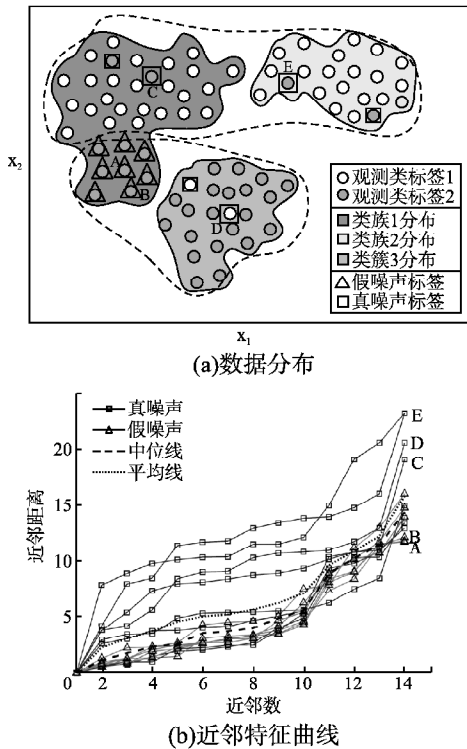 E
C
A
B
D
x₂
观测类标签1
观测类标签2
类族1分布
类族2分布
类簇3分布
假噪声标签
真噪声标签
x₁
(a)数据分布
真噪声
假噪声
中位线
平均线
E
D
C
B
A
近邻距离
20
15
10
5
0
2
4
6
8
10
12
14
近邻数
(b)近邻特征曲线